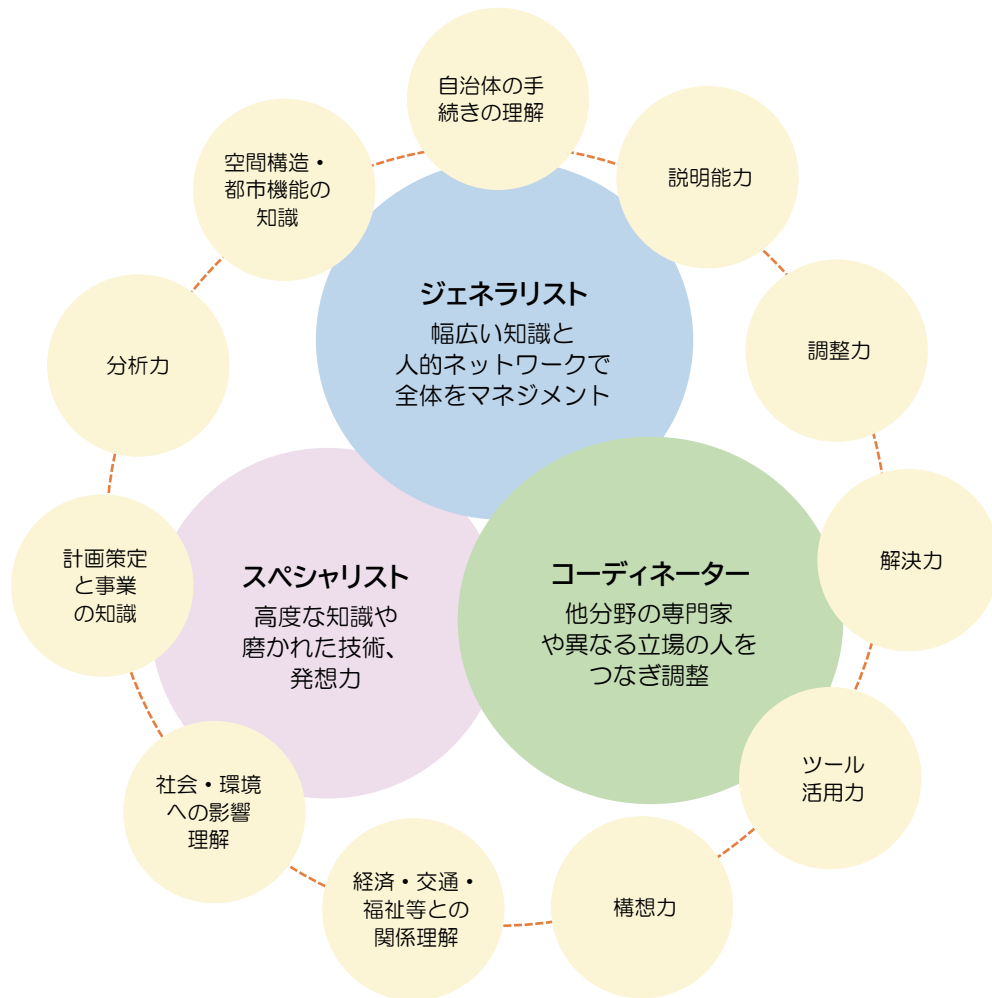 自治体の手
続きの理解
説明能力
調整力
解決力
ツール
活用力
構想力
経済・交通・
福祉等との
関係理解
社会・環境
への影響
理解
計画策定
と事業
の知識
分析力
空間構造・
都市機能の
知識
ジェネラリスト
幅広い知識と
人的ネットワークで
全体をマネジメント
スペシャリスト
高度な知識や
磨かれた技術、
発想力
コーディネーター
他分野の専門家
や異なる立場の人を
つなぎ調整